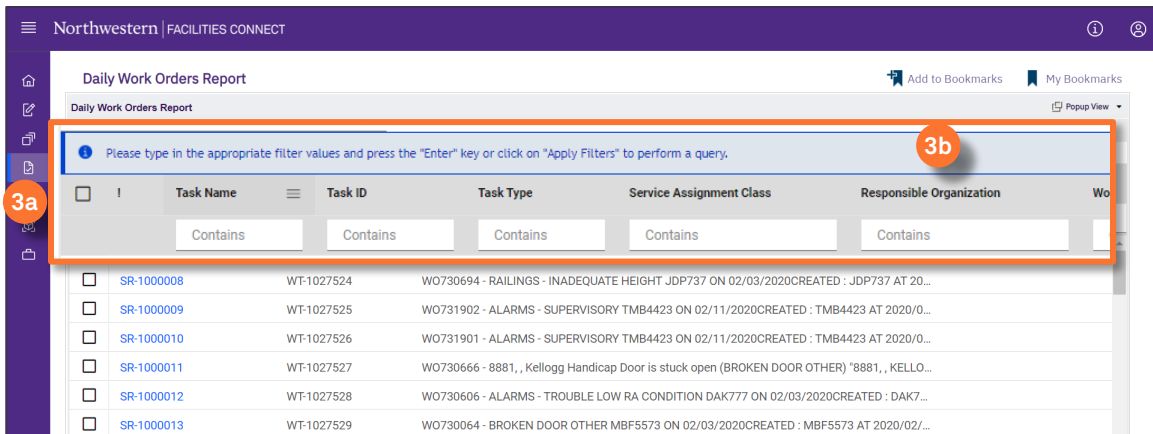 Northwestern | FACILITIES CONNECT
Daily Work Orders Report
Add to Bookmarks
My Bookmarks
Daily Work Orders Report
Popup View
Please type in the appropriate filter values and press the "Enter" key or click on "Apply Filters" to perform a query.
3b
3a
! Task Name Task ID Task Type Service Assignment Class Responsible Organization Wo
Contains Contains Contains Contains Contains
SR-1000008 WT-1027524 WO730694 - RAILINGS - INADEQUATE HEIGHT JDP737 ON 02/03/2020CREATED : JDP737 AT 20...
SR-1000009 WT-1027525 WO731902 - ALARMS - SUPERVISORY TMB4423 ON 02/11/2020CREATED : TMB4423 AT 2020/0...
SR-1000010 WT-1027526 WO731901 - ALARMS - SUPERVISORY TMB4423 ON 02/11/2020CREATED : TMB4423 AT 2020/0...
SR-1000011 WT-1027527 WO730666 - 8881, , Kellogg Handicap Door is stuck open (BROKEN DOOR OTHER) "8881, , KELLO...
SR-1000012 WT-1027528 WO730606 - ALARMS - TROUBLE LOW RA CONDITION DAK777 ON 02/03/2020CREATED : DAK7...
SR-1000013 WT-1027529 WO730064 - BROKEN DOOR OTHER MBF5573 ON 02/03/2020CREATED : MBF5573 AT 2020/02/...